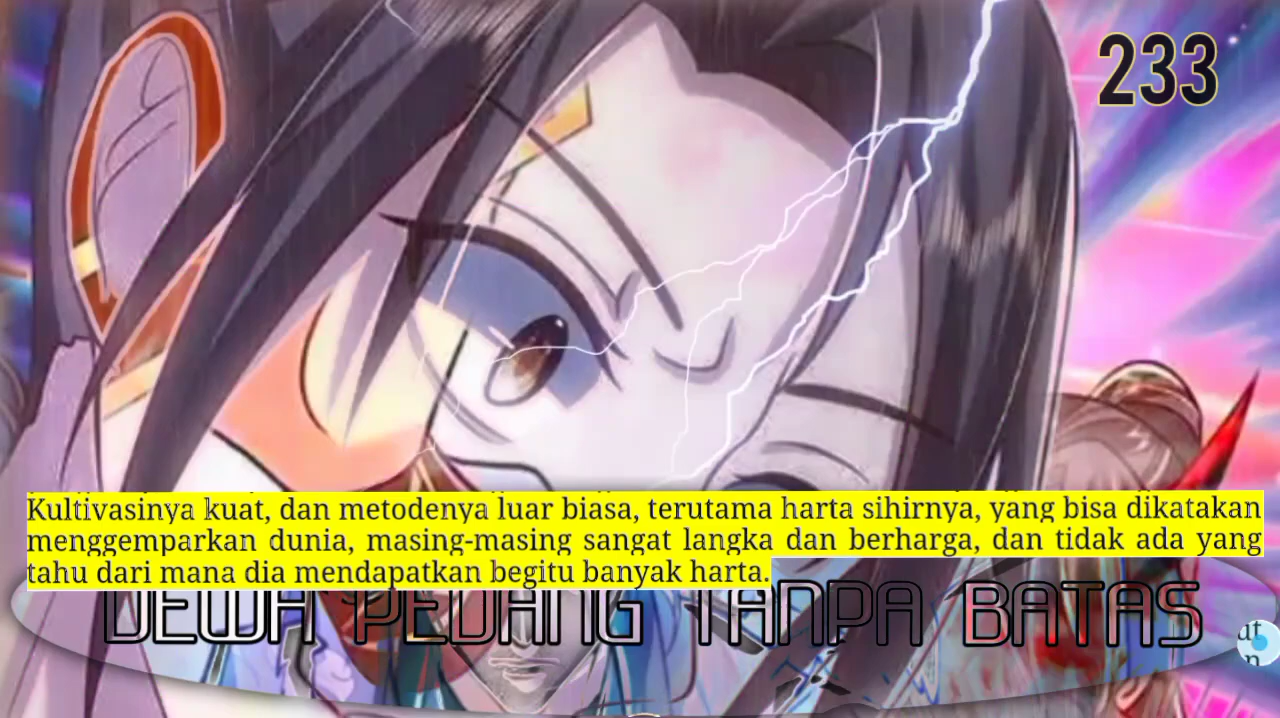 233
Kultivasinya kuat, dan metodenya luar biasa, terutama harta sihirnya, yang bisa dikatakan
menggemparkan dunia, masing-masing sangat langka dan berharga, dan tidak ada yang
tahu dari mana dia mendapatkan begitu banyak harta.
DEWA PEDANG TANPA BATAS
ut